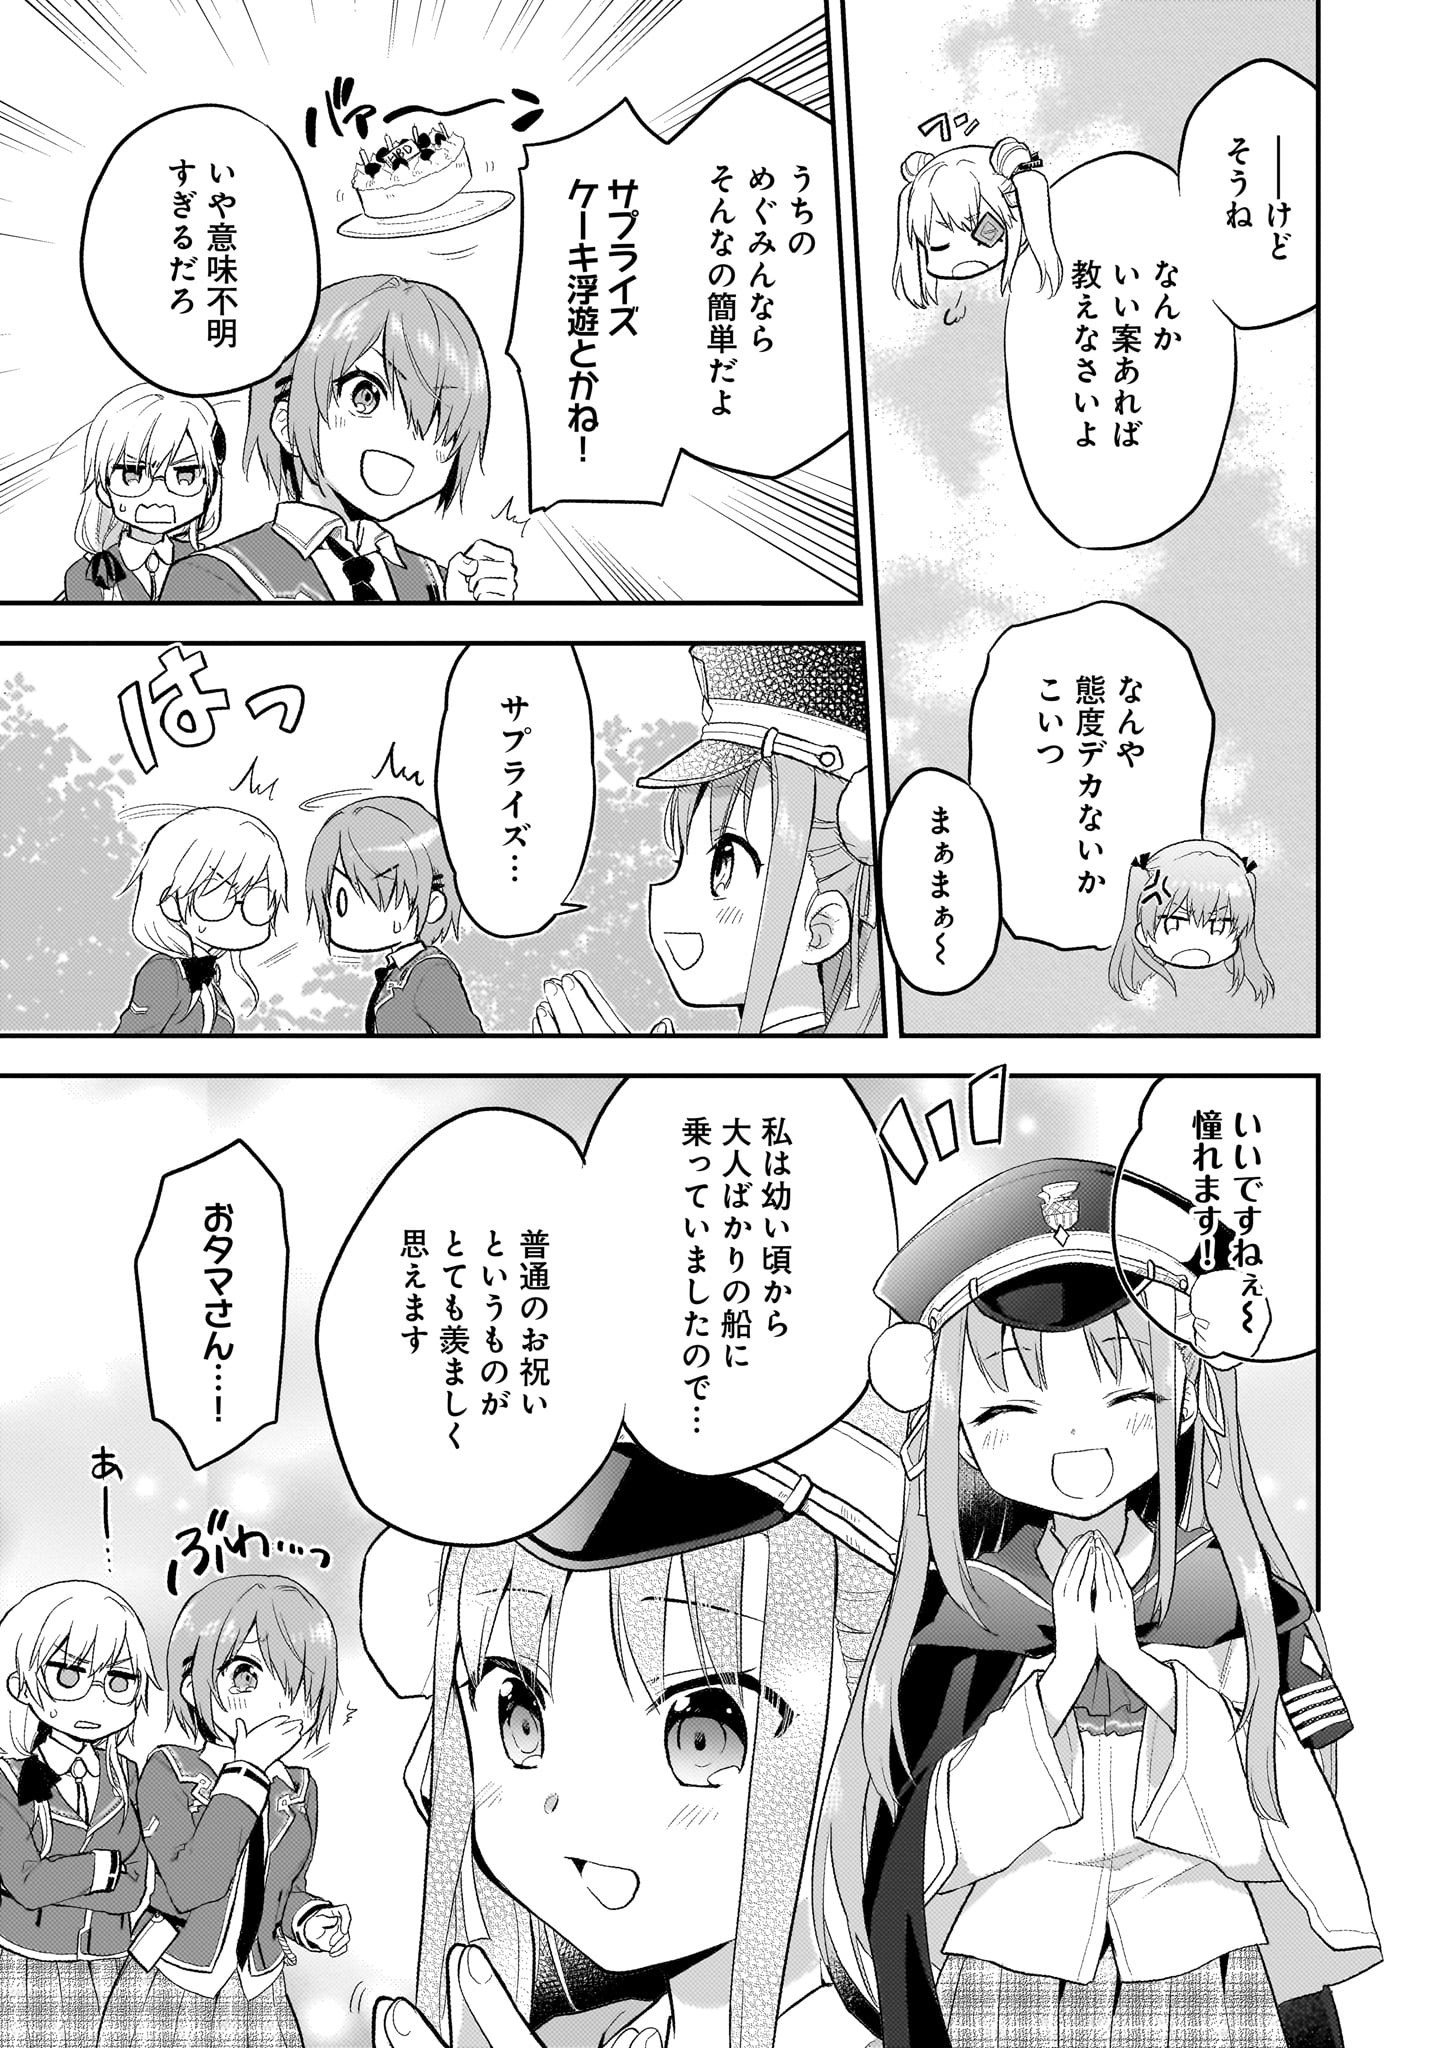 ――けど
そうね
なんか
いい案あれば
教えなさいよ
フン
なんや
態度デカないか
こいつ
まぁまぁ～
うちの
めぐみんなら
そんなの簡単だよ
サプライズ
ケーキ浮遊とかね！
バァーーン
HBD
いや意味不明
すぎるだろ
サプライズ…
はっ
いいですねぇ～
憧れます！
私は幼い頃から
大人ばかりの船に
乗っていましたので…
普通のお祝い
というものが
とても羨ましく
思えます
おタマさん…！
ぶわ…っ
あー…